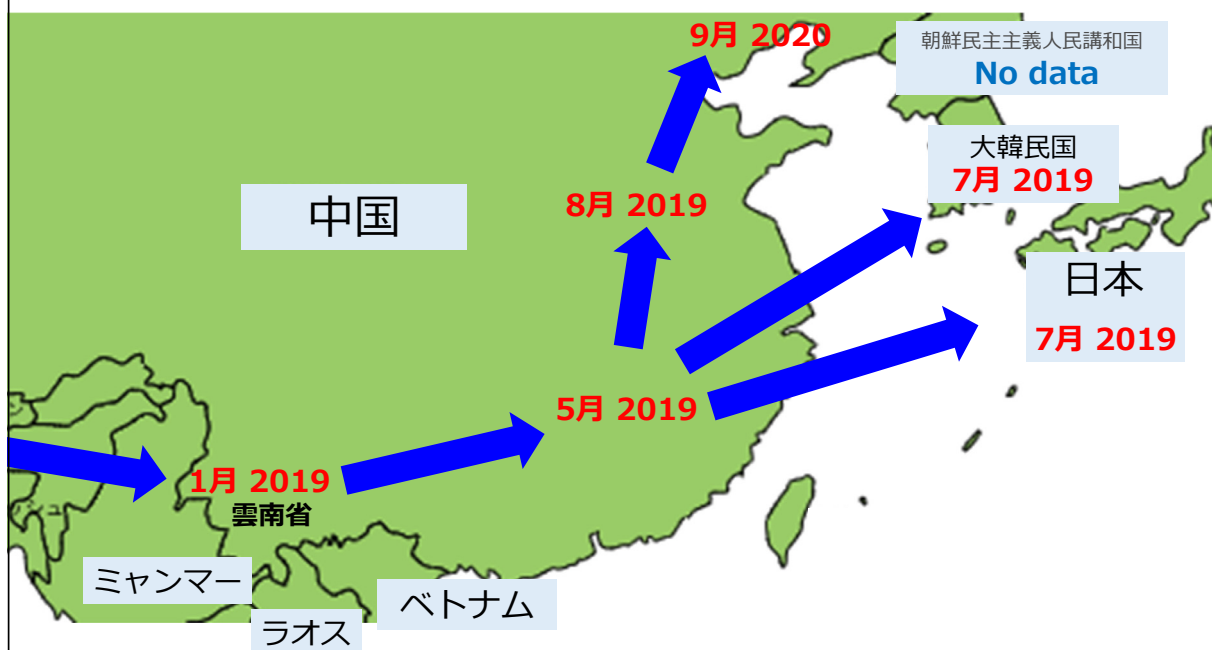 9月 2020
朝鮮民主主義人民講和国
No data
大韓民国
7月 2019
8月 2019
中国
日本
7月 2019
5月 2019
1月 2019
雲南省
ミャンマー
ベトナム
ラオス